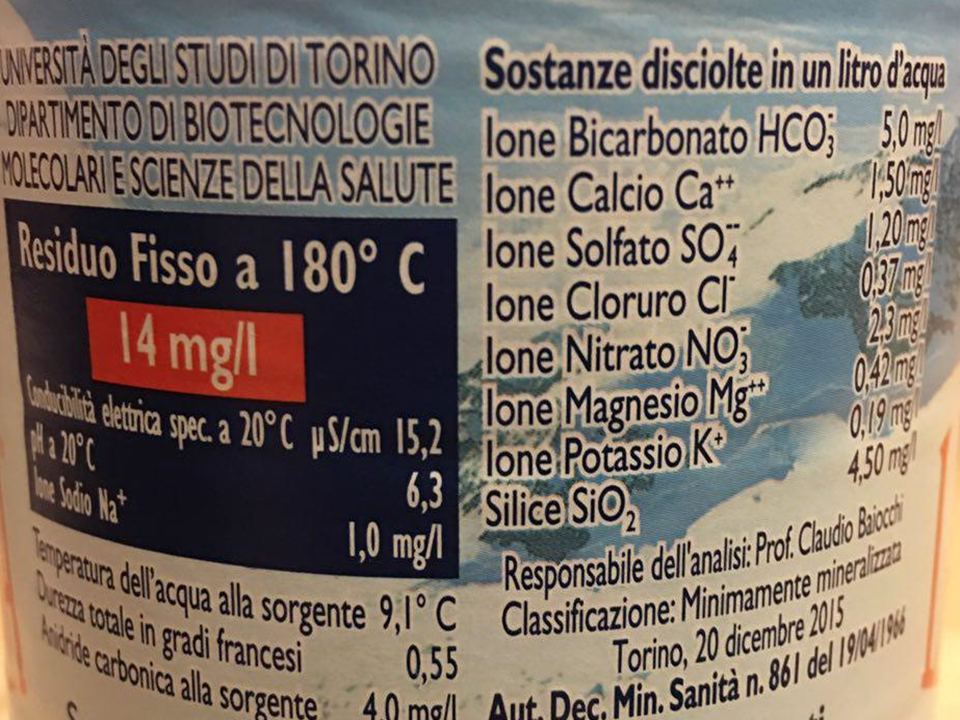 UNIVERSITÀ DEGLI STUDI DI TORINO
DIPARTIMENTO DI BIOTECNOLOGIE
MOLECOLARI E SCIENZE DELLA SALUTE
Residuo Fisso a 180° C
14 mg/l
Conducibilità elettrica spec. a 20° C µS/cm 15,2
pH a 20°C 6,3
Ione Sodio Na⁺ 1,0 mg/l
Temperatura dell'acqua alla sorgente 9,1° C
Durezza totale in gradi francesi 0,55
Anidride carbonica alla sorgente 4,0 mg/l
Sostanze disciolte in un litro d'acqua
Ione Bicarbonato HCO₃⁻ 5,0 mg/l
Ione Calcio Ca⁺⁺ 1,50 mg/l
Ione Solfato SO₄⁻⁻ 1,20 mg/l
Ione Cloruro Cl⁻ 0,37 mg/l
Ione Nitrato NO₃⁻ 2,3 mg/l
Ione Magnesio Mg⁺⁺ 0,42 mg/l
Ione Potassio K⁺ 0,19 mg/l
Silice SiO₂ 4,50 mg/l
Responsabile dell'analisi: Prof. Claudio Baiocchi
Classificazione: Minimamente mineralizzata
Torino, 20 dicembre 2015
Aut. Dec. Min. Sanità n. 861 del 19/04/1966